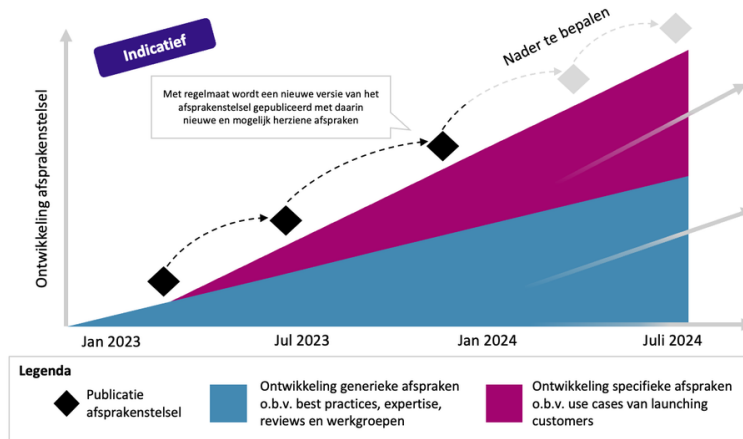 Indicatief
Nader te bepalen
Met regelmaat wordt een nieuwe versie van het
afsprakenstelsel gepubliceerd met daarin
nieuwe en mogelijk herziene afspraken
Ontwikkeling afsprakenstelsel
Jan 2023
Jul 2023
Jan 2024
Juli 2024
Legenda
Publicatie
afsprakenstelsel
Ontwikkeling generieke afspraken
o.b.v. best practices, expertise,
reviews en werkgroepen
Ontwikkeling specifieke afspraken
o.b.v. use cases van launching
customers